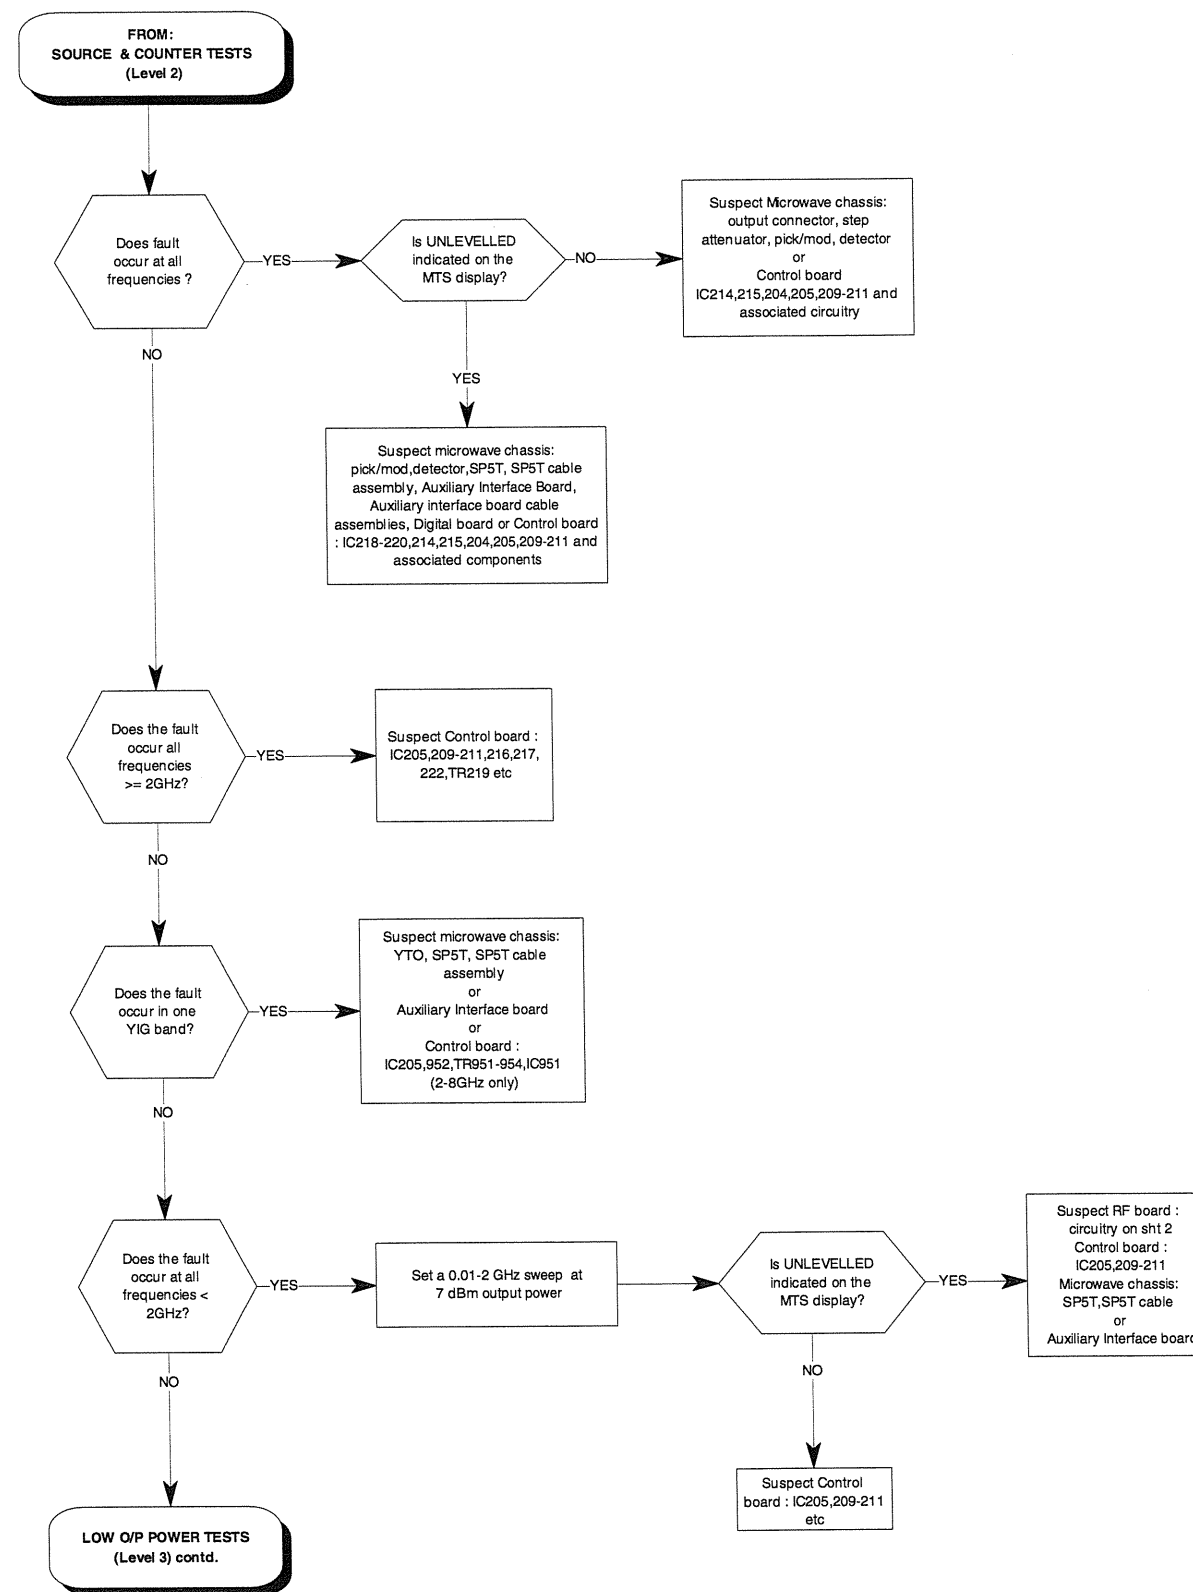 FROM:
SOURCE & COUNTER TESTS
(Level 2)
Does fault
occur at all
frequencies ?
YES
Is UNLEVELLED
indicated on the
MTS display?
NO
Suspect Microwave chassis:
output connector, step
attenuator, pick/mod, detector
or
Control board
IC214,215,204,205,209-211 and
associated circuitry
NO
YES
Suspect microwave chassis:
pick/mod,detector,SP5T, SP5T cable
assembly, Auxiliary Interface Board,
Auxiliary interface board cable
assemblies, Digital board or Control board
: IC218-220,214,215,204,205,209-211 and
associated components
Does the fault
occur all
frequencies
>= 2GHz?
YES
Suspect Control board :
IC205,209-211,216,217,
222,TR219 etc
NO
Does the fault
occur in one
YIG band?
YES
Suspect microwave chassis:
YTO, SP5T, SP5T cable
assembly
or
Auxiliary Interface board
or
Control board :
IC205,952,TR951-954,IC951
(2-8GHz only)
NO
Does the fault
occur at all
frequencies <
2GHz?
YES
Set a 0.01-2 GHz sweep at
7 dBm output power
Is UNLEVELLED
indicated on the
MTS display?
YES
Suspect RF board :
circuitry on sht 2
Control board :
IC205,209-211
Microwave chassis:
SP5T,SP5T cable
or
Auxiliary Interface board
NO
NO
Suspect Control
board : IC205,209-211
etc
LOW O/P POWER TESTS
(Level 3) contd.